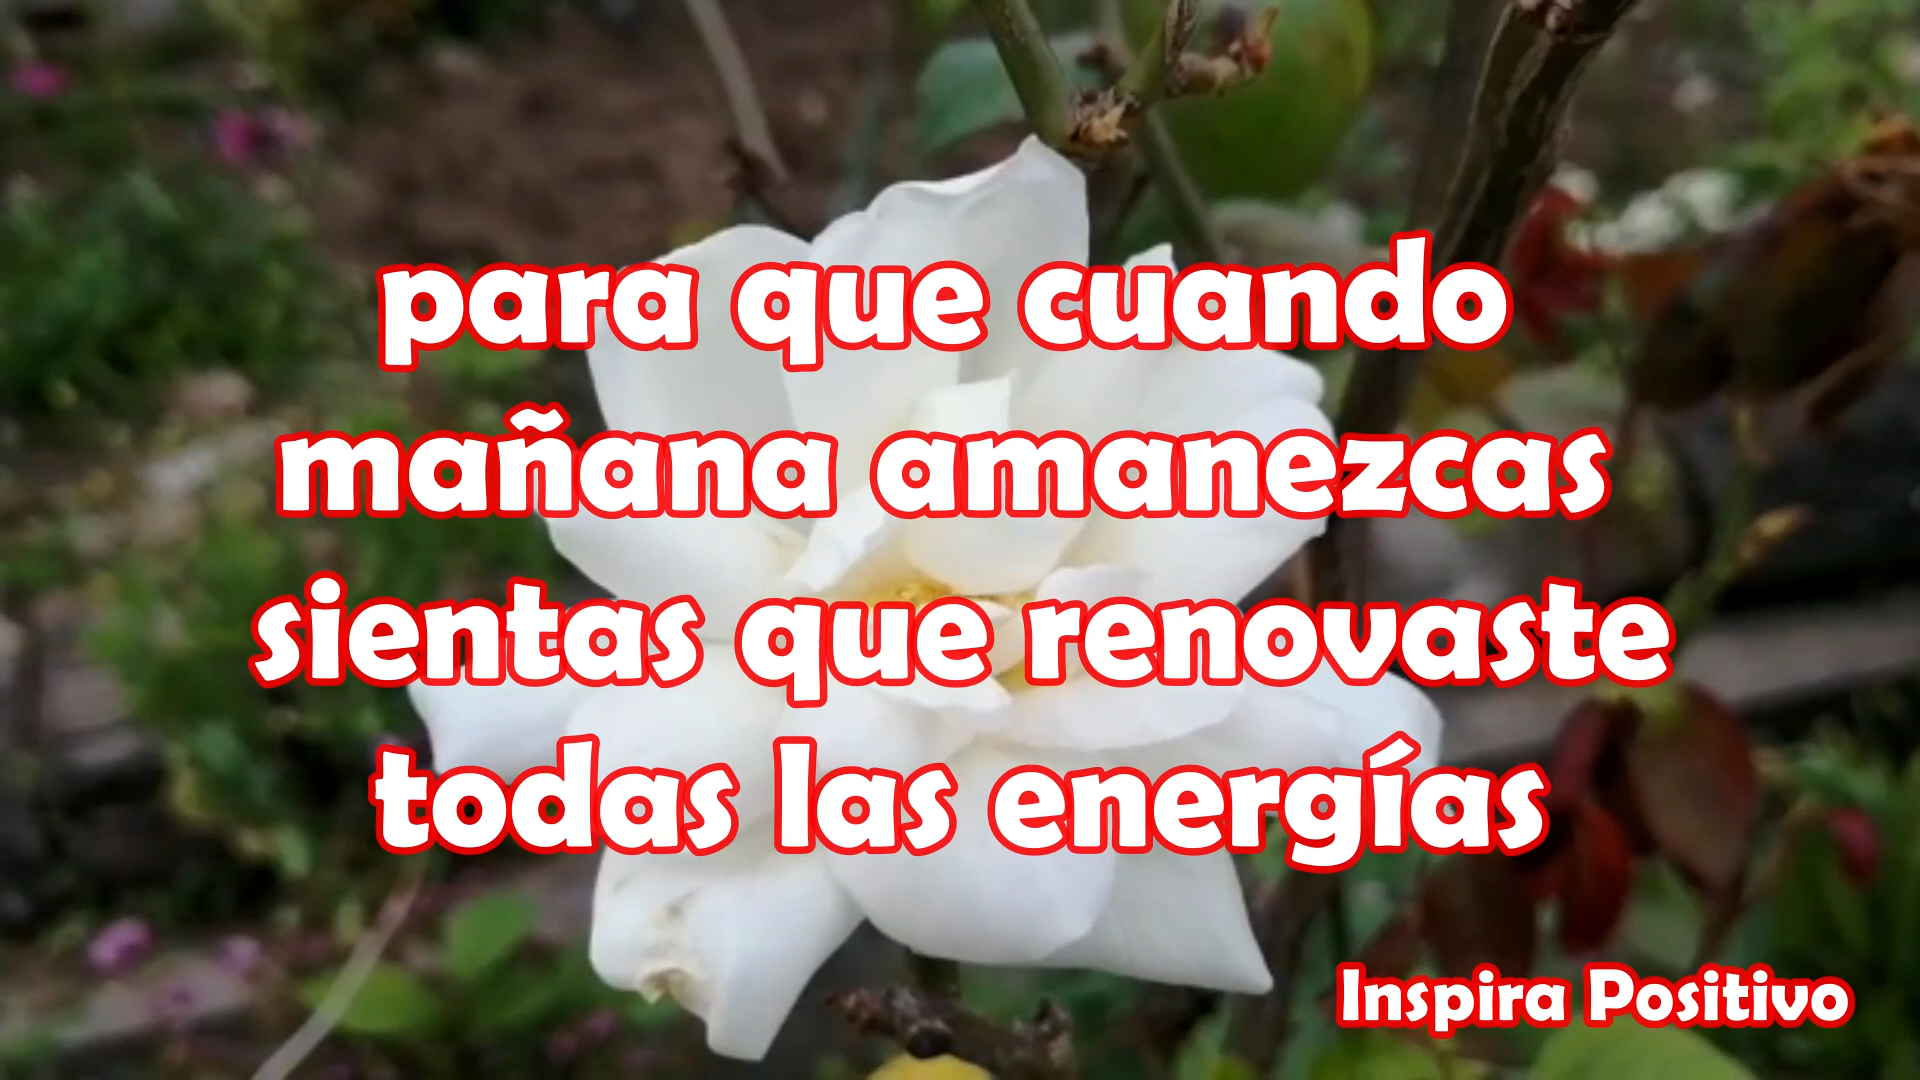 para que cuando
mañana amanezcas
sientas que renovaste
todas las energías
Inspira Positivo